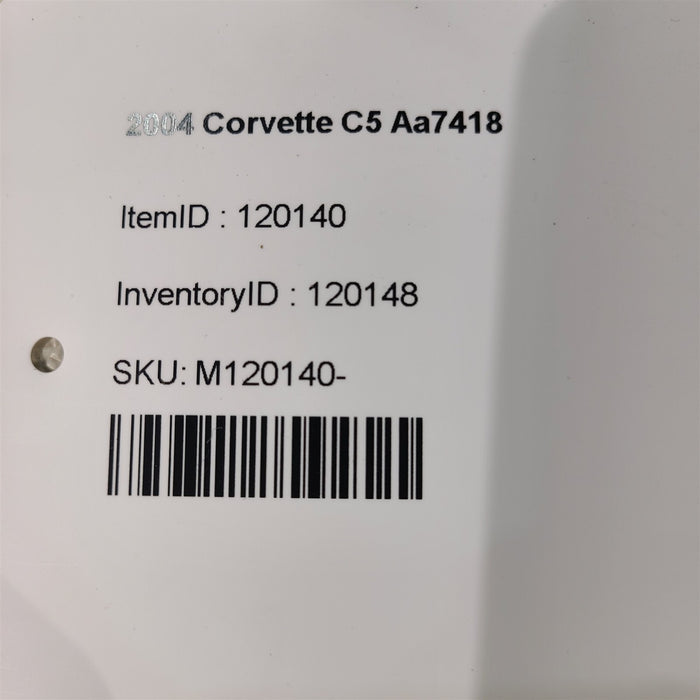 2004 Corvette C5 Aa7418
ItemID : 120140
InventoryID : 120148
SKU: M120140-